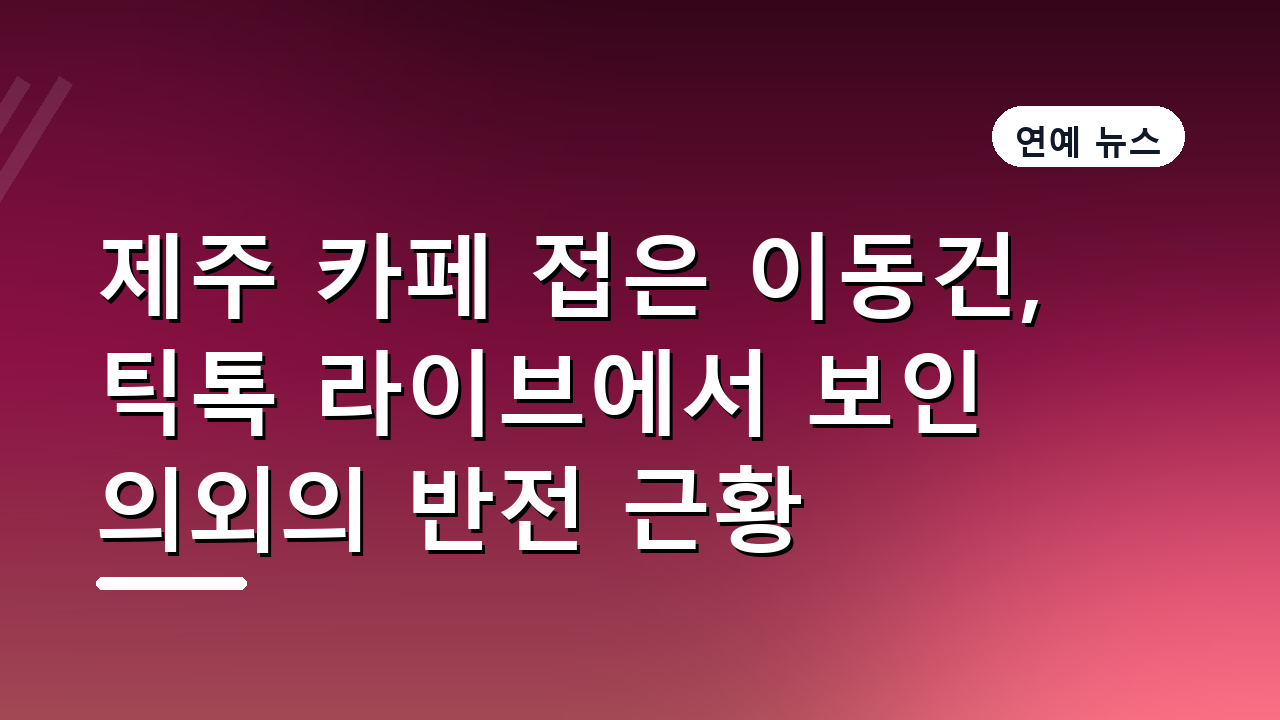 연예 뉴스
제주 카페 접은 이동건,
틱톡 라이브에서 보인
의외의 반전 근황